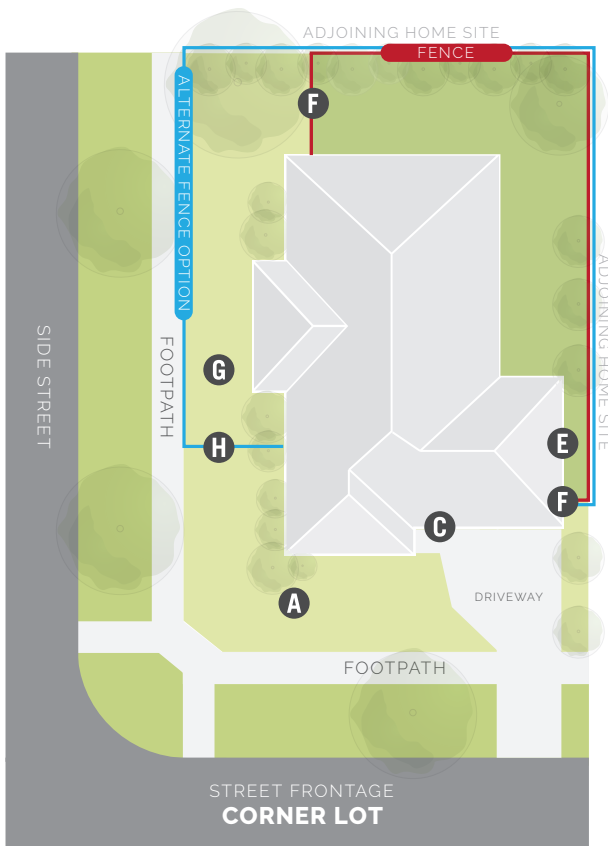 ADJOINING HOME SITE
FENCE
F
ALTERNATE FENCE OPTION
ADJOINING HOME SITE
SIDE STREET
FOOTPATH
G
H
E
F
C
A
DRIVEWAY
FOOTPATH
STREET FRONTAGE
CORNER LOT